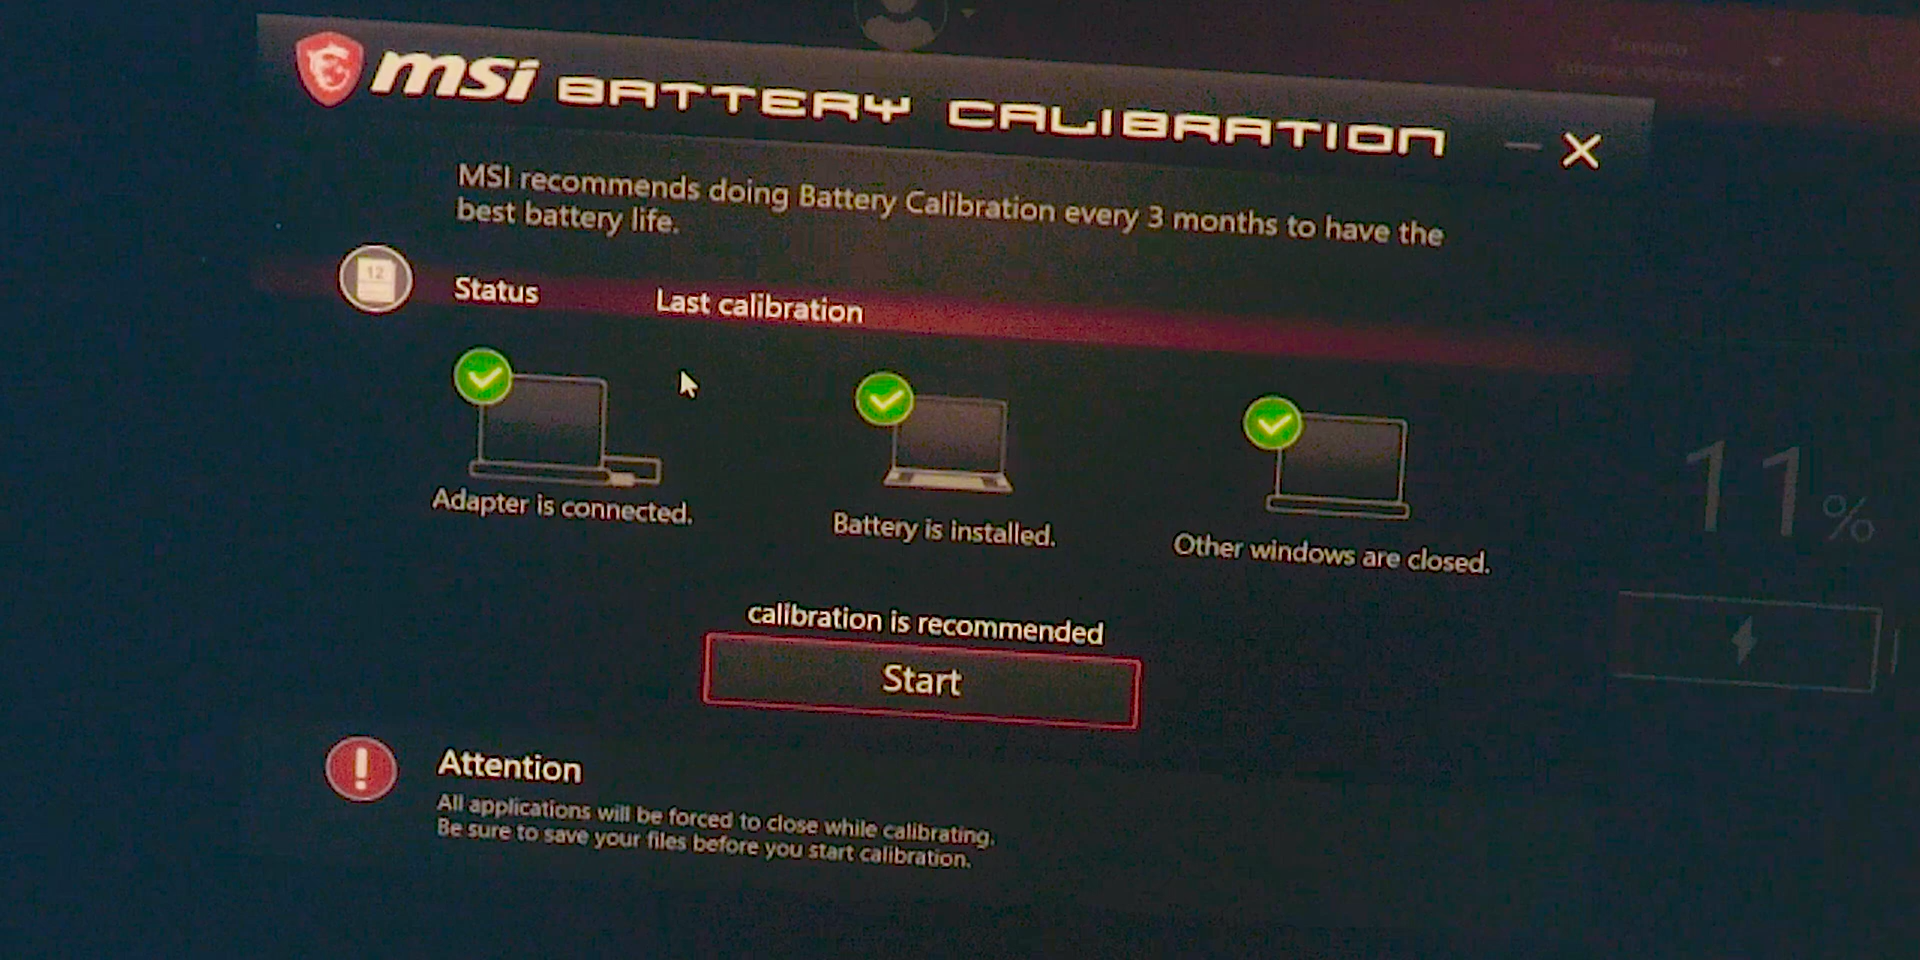 msi BATTERY CALIBRATION
MSI recommends doing Battery Calibration every 3 months to have the
best battery life.
12
Status Last calibration
Adapter is connected.
Battery is installed.
Other windows are closed.
11%
calibration is recommended
Start
Attention
All applications will be forced to close while calibrating.
Be sure to save your files before you start calibration.